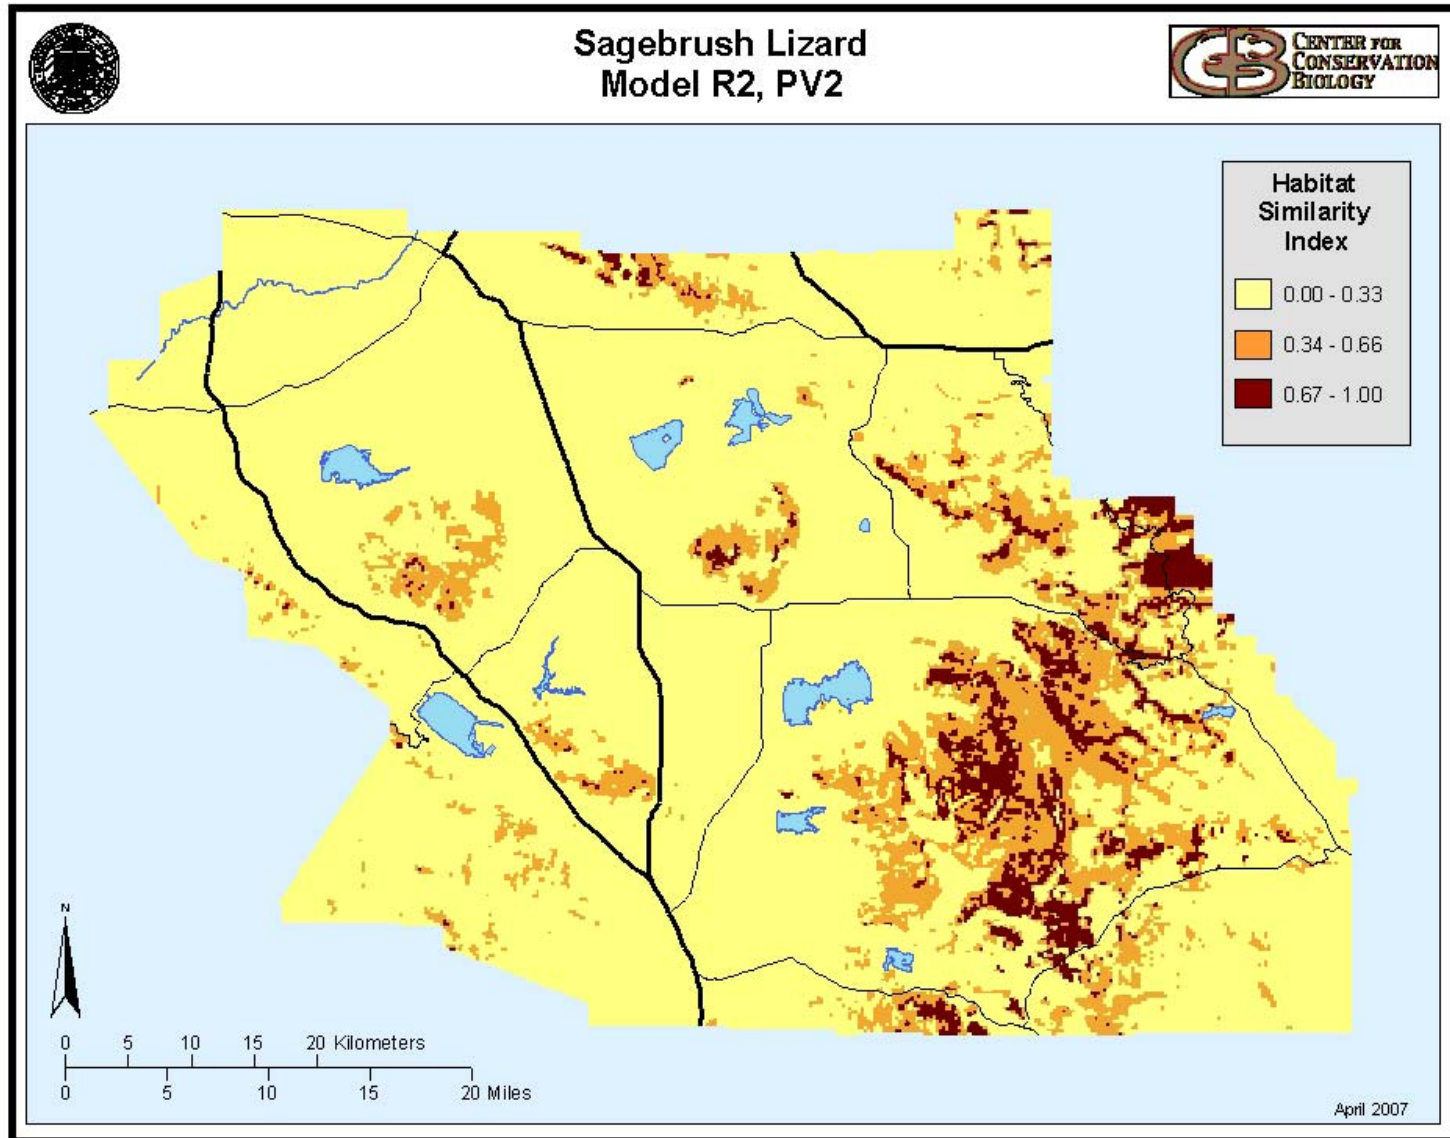 Sagebrush Lizard
Model R2, PV2
CENTER FOR
CONSERVATION
BIOLOGY
Habitat
Similarity
Index
0.00 - 0.33
0.34 - 0.66
0.67 - 1.00
N
0 5 10 15 20 Kilometers
0 5 10 15 20 Miles
April 2007